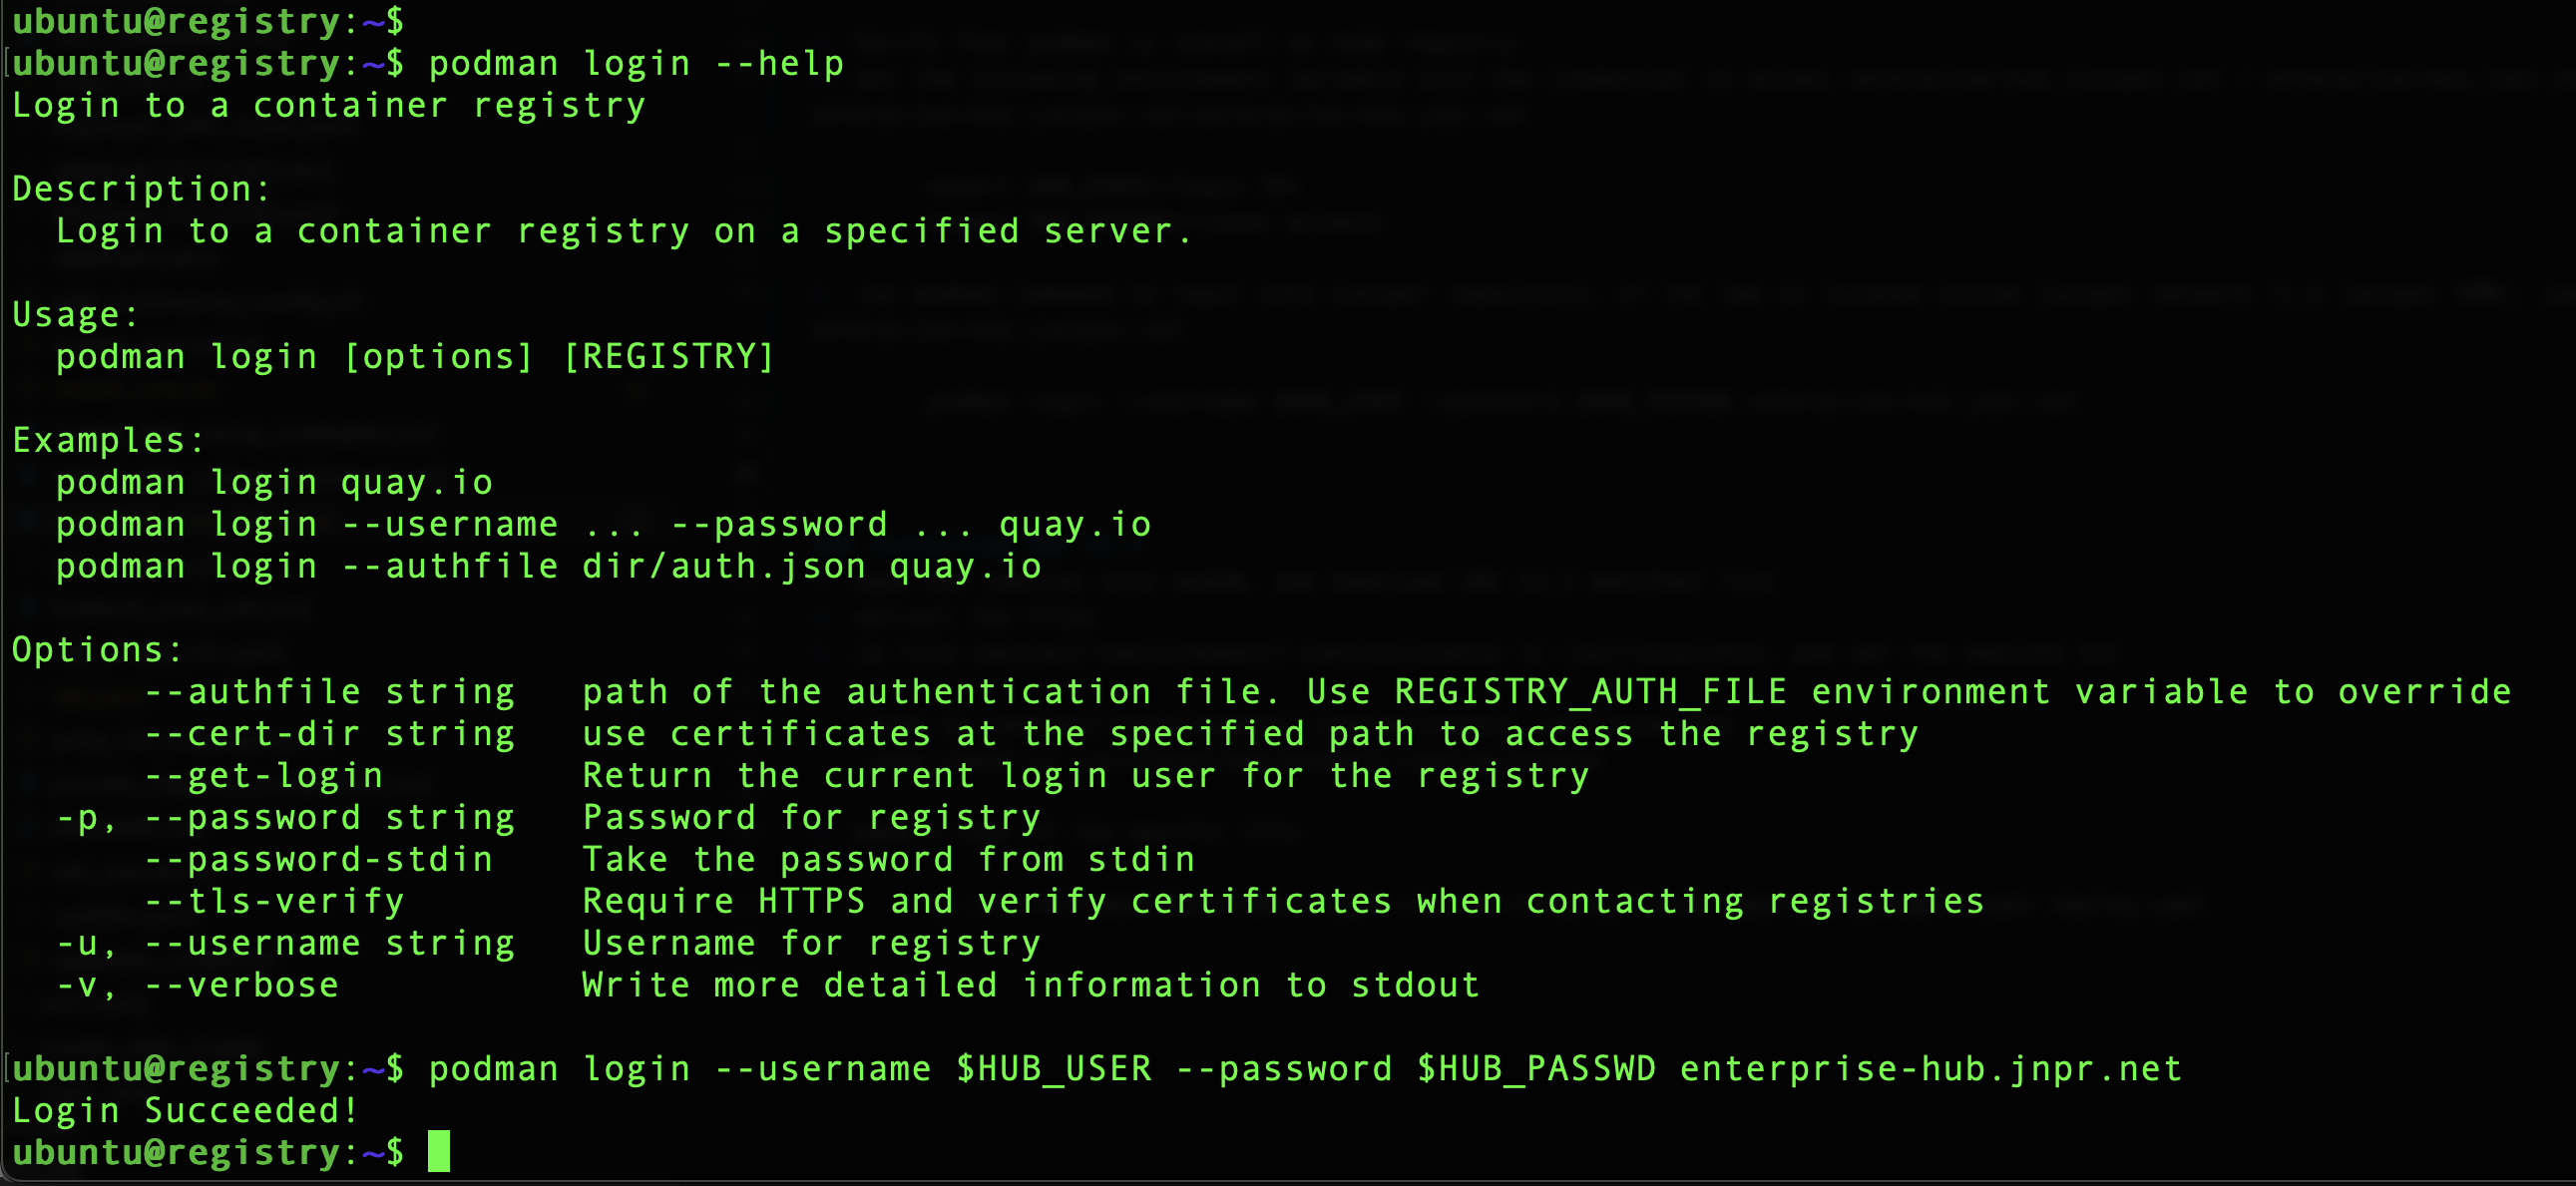 ubuntu@registry:~$
ubuntu@registry:~$ podman login --help
Login to a container registry

Description:
  Login to a container registry on a specified server.

Usage:
  podman login [options] [REGISTRY]

Examples:
  podman login quay.io
  podman login --username ... --password ... quay.io
  podman login --authfile dir/auth.json quay.io

Options:
      --authfile string   path of the authentication file. Use REGISTRY_AUTH_FILE environment variable to override
      --cert-dir string   use certificates at the specified path to access the registry
      --get-login         Return the current login user for the registry
  -p, --password string   Password for registry
      --password-stdin    Take the password from stdin
      --tls-verify        Require HTTPS and verify certificates when contacting registries
  -u, --username string   Username for registry
  -v, --verbose           Write more detailed information to stdout

ubuntu@registry:~$ podman login --username $HUB_USER --password $HUB_PASSWD enterprise-hub.jnpr.net
Login Succeeded!
ubuntu@registry:~$